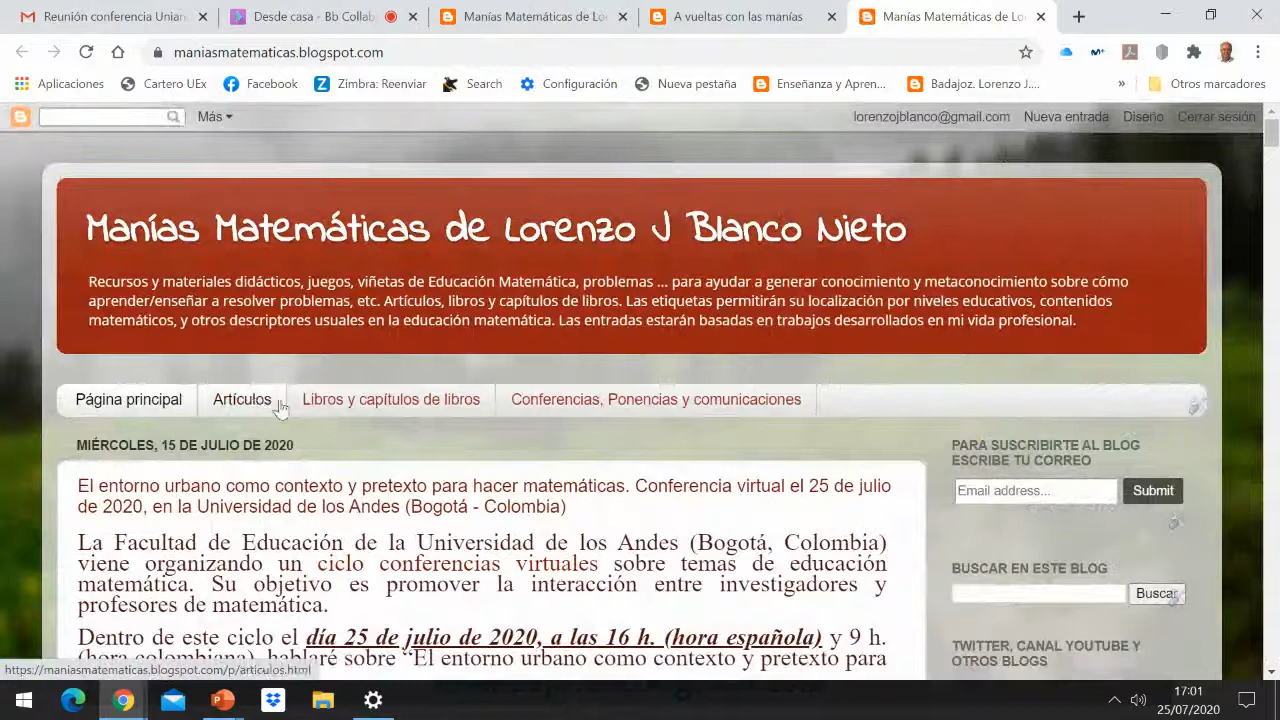 Reunión conferencia Unian
Desde casa - Bb Collab
Manías Matemáticas de Lo
A vueltas con las manías
Manías Matemáticas de Lo
maniasmatematicas.blogspot.com
Aplicaciones
Cartero UEx
Facebook
Zimbra: Reenviar
Search
Configuración
Nueva pestaña
Enseñanza y Apren...
Badajoz. Lorenzo J....
»
Otros marcadores
Más
lorenzojblanco@gmail.com
Nueva entrada
Diseño
Cerrar sesión
Manías Matemáticas de Lorenzo J Blanco Nieto
Recursos y materiales didácticos, juegos, viñetas de Educación Matemática, problemas ... para ayudar a generar conocimiento y metaconocimiento sobre cómo
aprender/enseñar a resolver problemas, etc. Artículos, libros y capítulos de libros. Las etiquetas permitirán su localización por niveles educativos, contenidos
matemáticos, y otros descriptores usuales en la educación matemática. Las entradas estarán basadas en trabajos desarrollados en mi vida profesional.
Página principal
Artículos
Libros y capítulos de libros
Conferencias, Ponencias y comunicaciones
MIÉRCOLES, 15 DE JULIO DE 2020
El entorno urbano como contexto y pretexto para hacer matemáticas. Conferencia virtual el 25 de julio
de 2020, en la Universidad de los Andes (Bogotá - Colombia)
La Facultad de Educación de la Universidad de los Andes (Bogotá, Colombia)
viene organizando un ciclo conferencias virtuales sobre temas de educación
matemática. Su objetivo es promover la interacción entre investigadores y
profesores de matemática.
Dentro de este ciclo el día 25 de julio de 2020, a las 16 h. (hora española) y 9 h.
(hora colombiana), hablaré sobre "El entorno urbano como contexto y pretexto para
PARA SUSCRIBIRTE AL BLOG
ESCRIBE TU CORREO
Email address...
Submit
BUSCAR EN ESTE BLOG
Buscar
TWITTER, CANAL YOUTUBE Y
OTROS BLOGS
https://maniasmatematicas.blogspot.com/p/articulos.html
17:01
25/07/2020